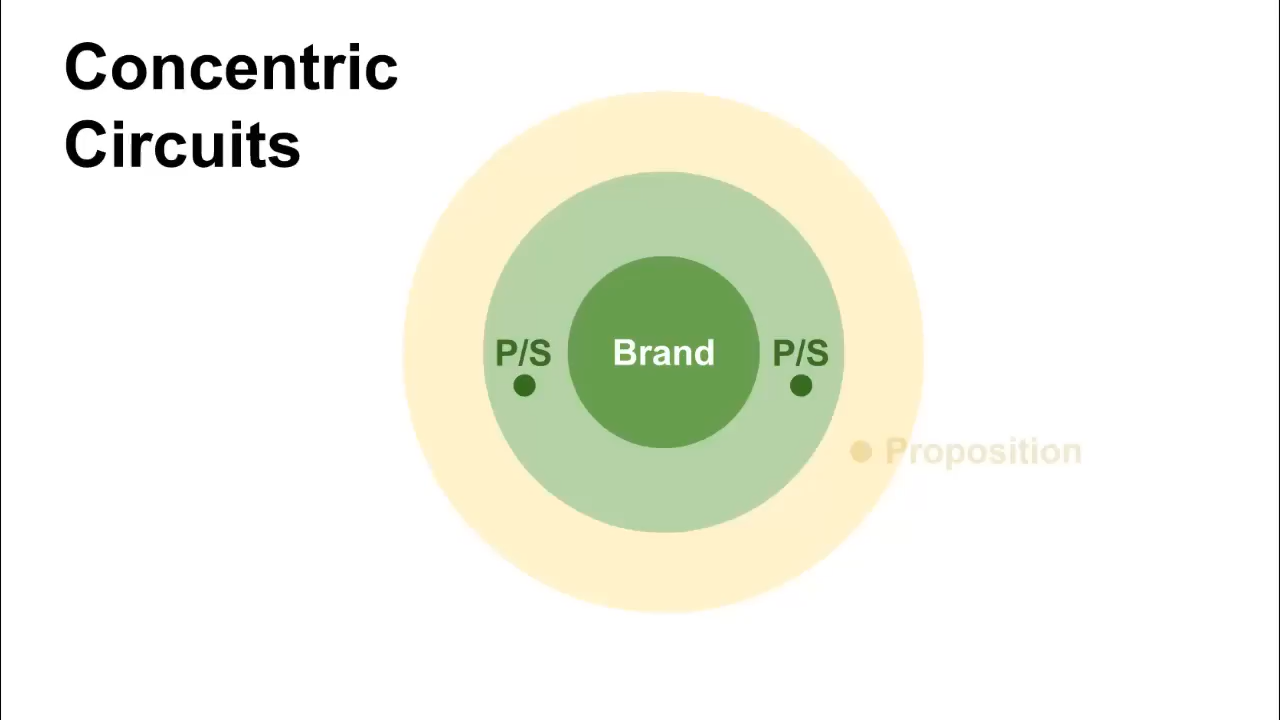 Concentric
Circuits
P/S
Brand
P/S
Proposition